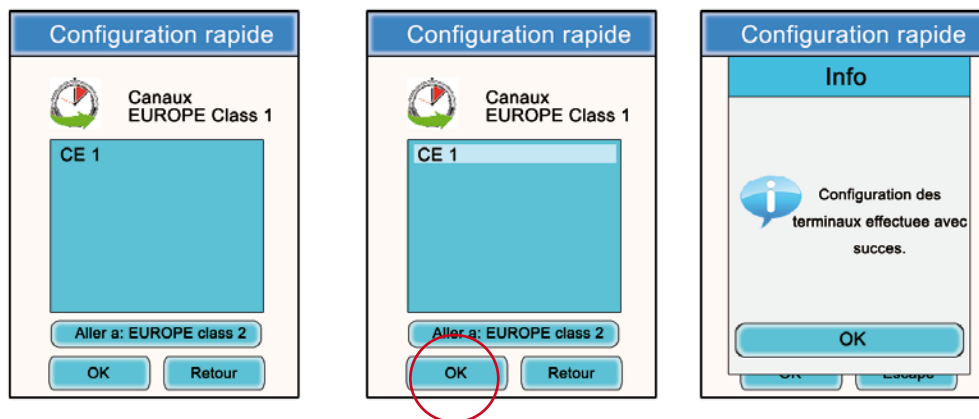 Configuration rapide
Canaux
EUROPE Class 1
CE 1
Aller a: EUROPE class 2
OK
Retour
Configuration rapide
Canaux
EUROPE Class 1
CE 1
Aller a: EUROPE class 2
OK
Retour
Configuration rapide
Info
Configuration des
terminaux effectuee avec
succes.
OK
OK
Escape